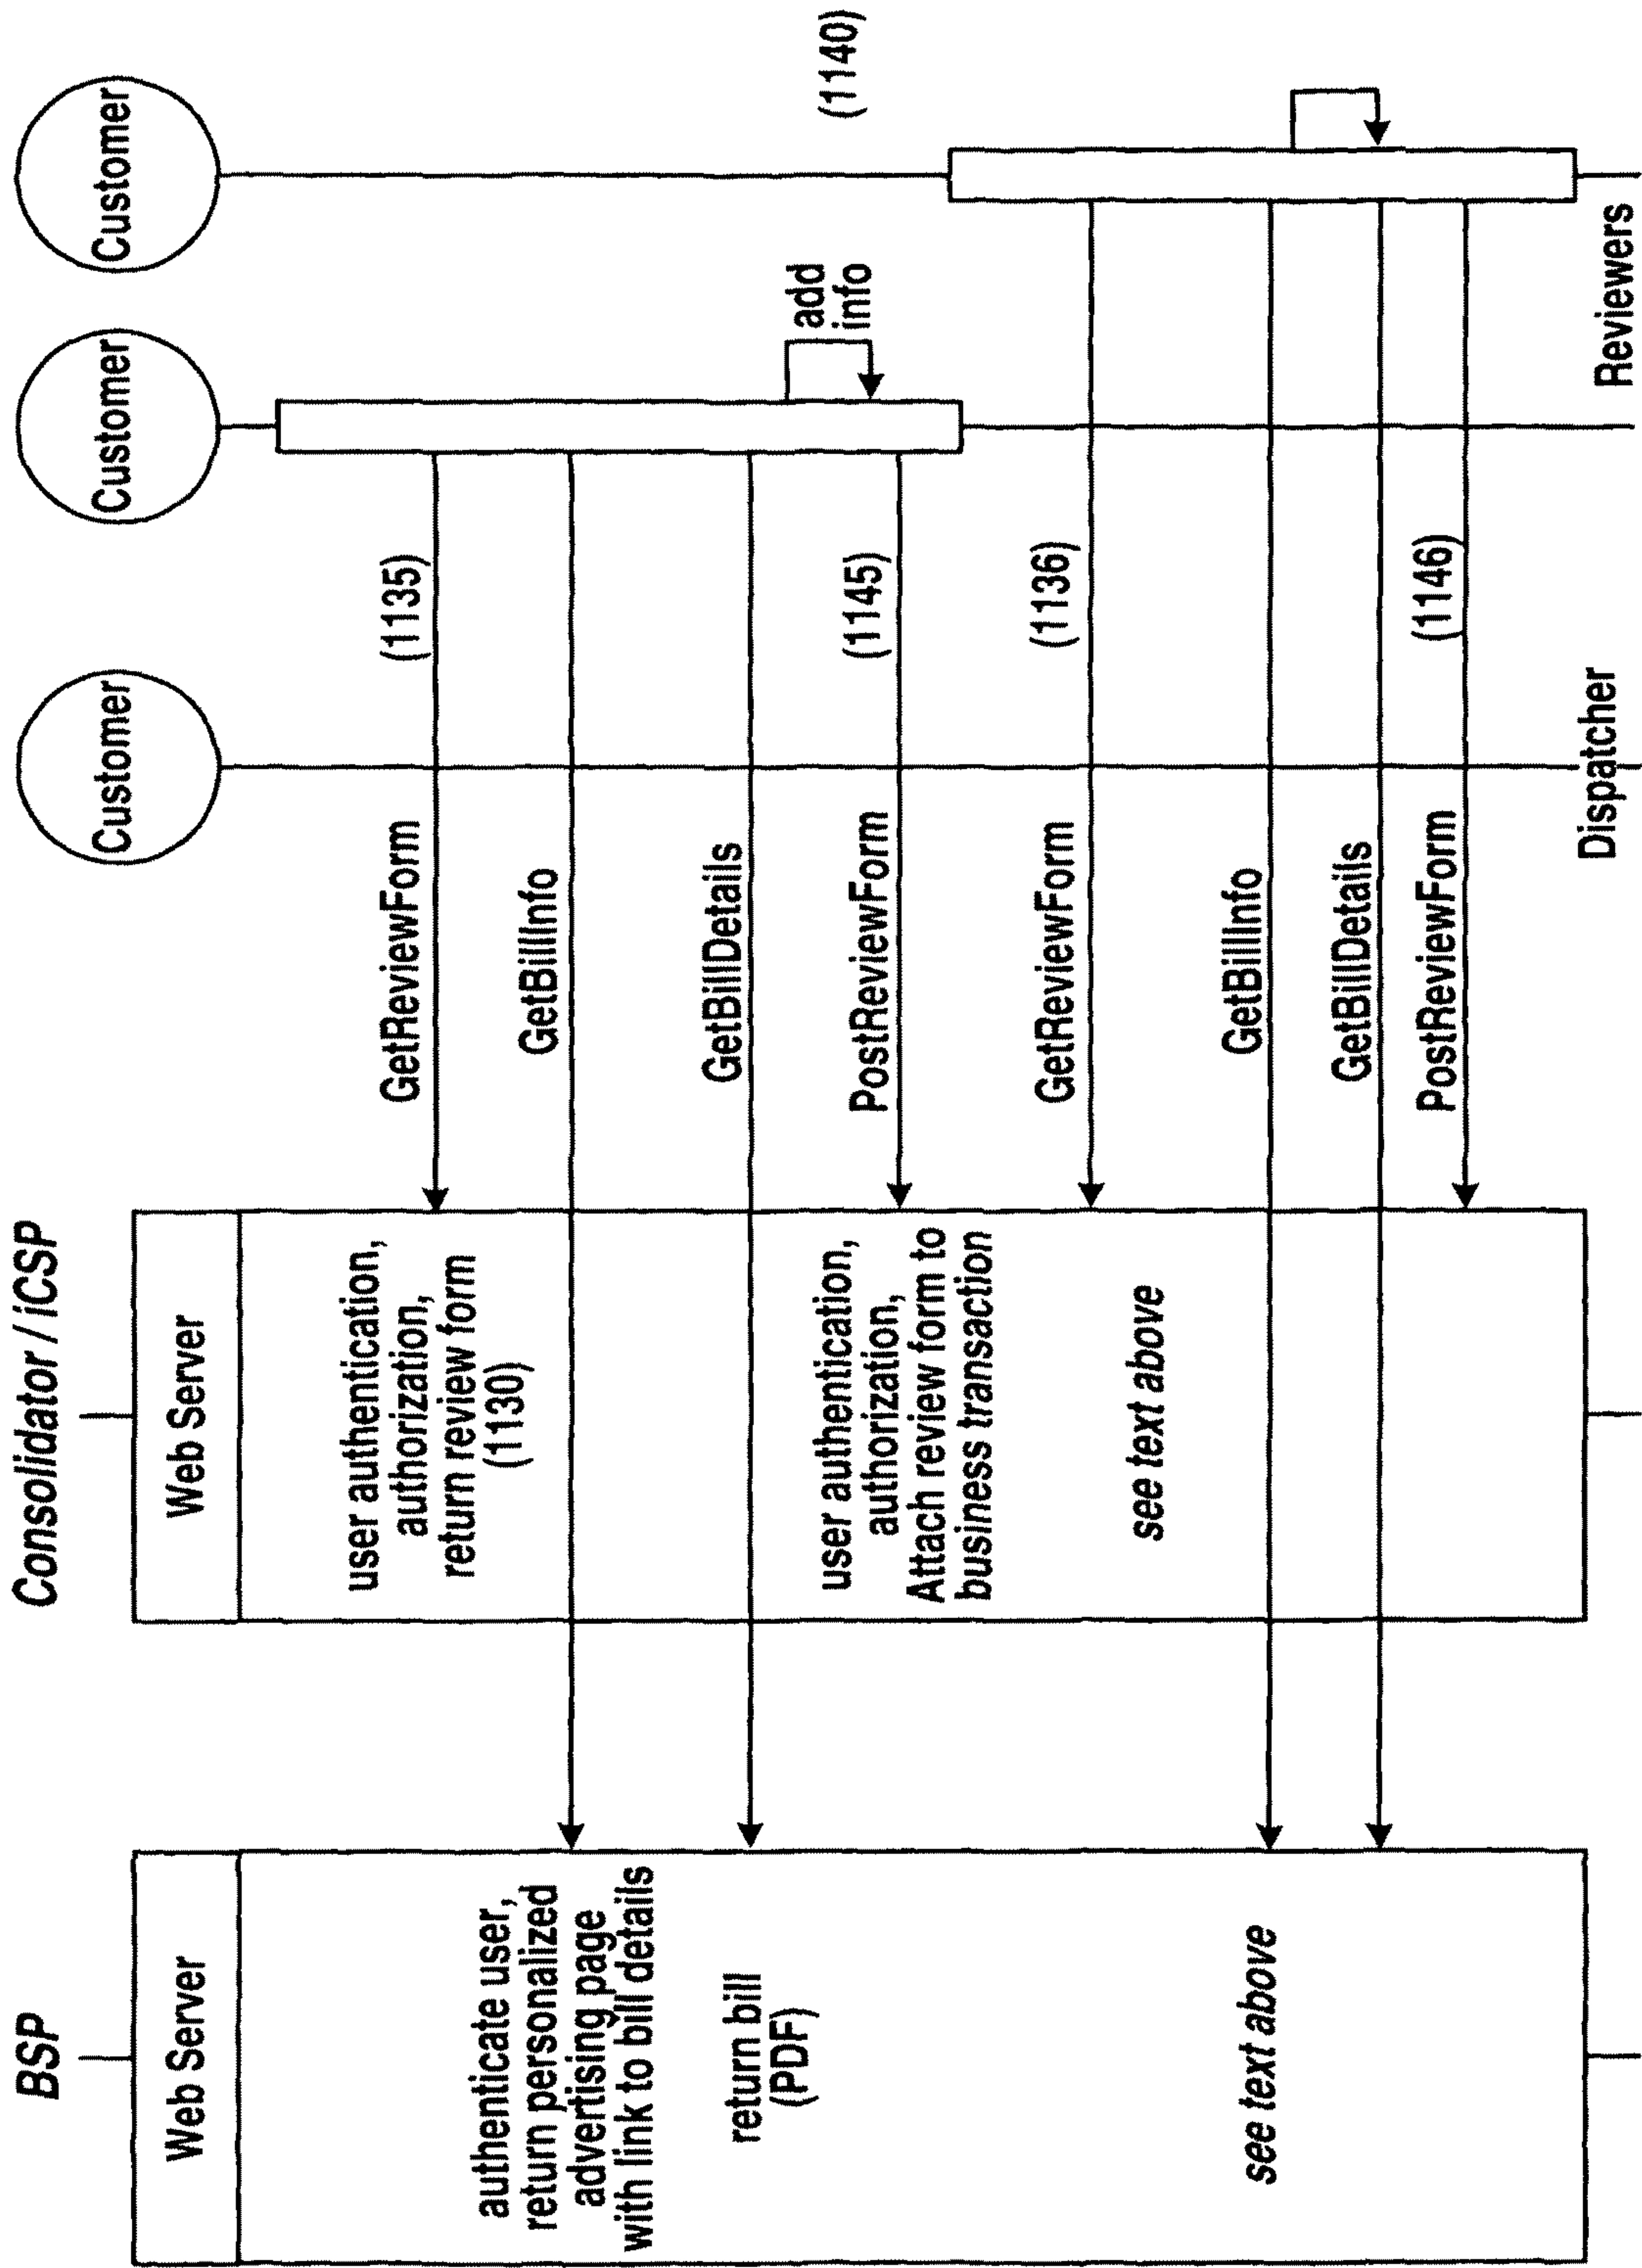 BSP
Consolidator / iCSP
Customer
Customer
Customer
Web Server
Web Server
authenticate user,
return personalized
advertising page
with link to bill details
return bill
(PDF)
see text above
user authentication,
authorization,
return review form
(1130)
user authentication,
authorization,
Attach review form to
business transaction
see text above
GetReviewForm
(1135)
GetBillInfo
GetBillDetails
PostReviewForm
(1145)
add
info
GetReviewForm
(1136)
(1140)
GetBillInfo
GetBillDetails
PostReviewForm
(1146)
Dispatcher
Reviewers